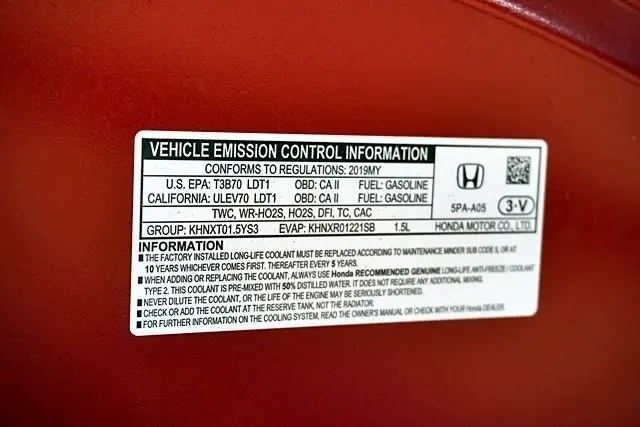 VEHICLE EMISSION CONTROL INFORMATION
CONFORMS TO REGULATIONS: 2019MY
U.S. EPA: T3B70 LDT1 OBD: CA II FUEL: GASOLINE
CALIFORNIA: ULEV70 LDT1 OBD: CA II FUEL: GASOLINE
TWC, WR-HO2S, HO2S, DFI, TC, CAC
GROUP: KHNXT01.5YS3 EVAP: KHNXR01221SB 1.5L
5PA-A05 3-V
HONDA MOTOR CO., LTD.
INFORMATION
■ THE FACTORY INSTALLED LONG-LIFE COOLANT MUST BE REPLACED ACCORDING TO MAINTENANCE MINDER SUB CODE 5, OR AT
10 YEARS WHICHEVER COMES FIRST. THEREAFTER EVERY 5 YEARS.
■ WHEN ADDING OR REPLACING THE COOLANT, ALWAYS USE Honda RECOMMENDED GENUINE LONG-LIFE ANTI-FREEZE / COOLANT
TYPE 2. THIS COOLANT IS PRE-MIXED WITH 50% DISTILLED WATER. IT DOES NOT REQUIRE ANY ADDITIONAL MIXING.
■ NEVER DILUTE THE COOLANT, OR THE LIFE OF THE ENGINE MAY BE SERIOUSLY SHORTENED.
■ CHECK OR ADD THE COOLANT AT THE RESERVE TANK, NOT THE RADIATOR.
■ FOR FURTHER INFORMATION ON THE COOLING SYSTEM, READ THE OWNER'S MANUAL OR CHECK WITH YOUR Honda DEALER.